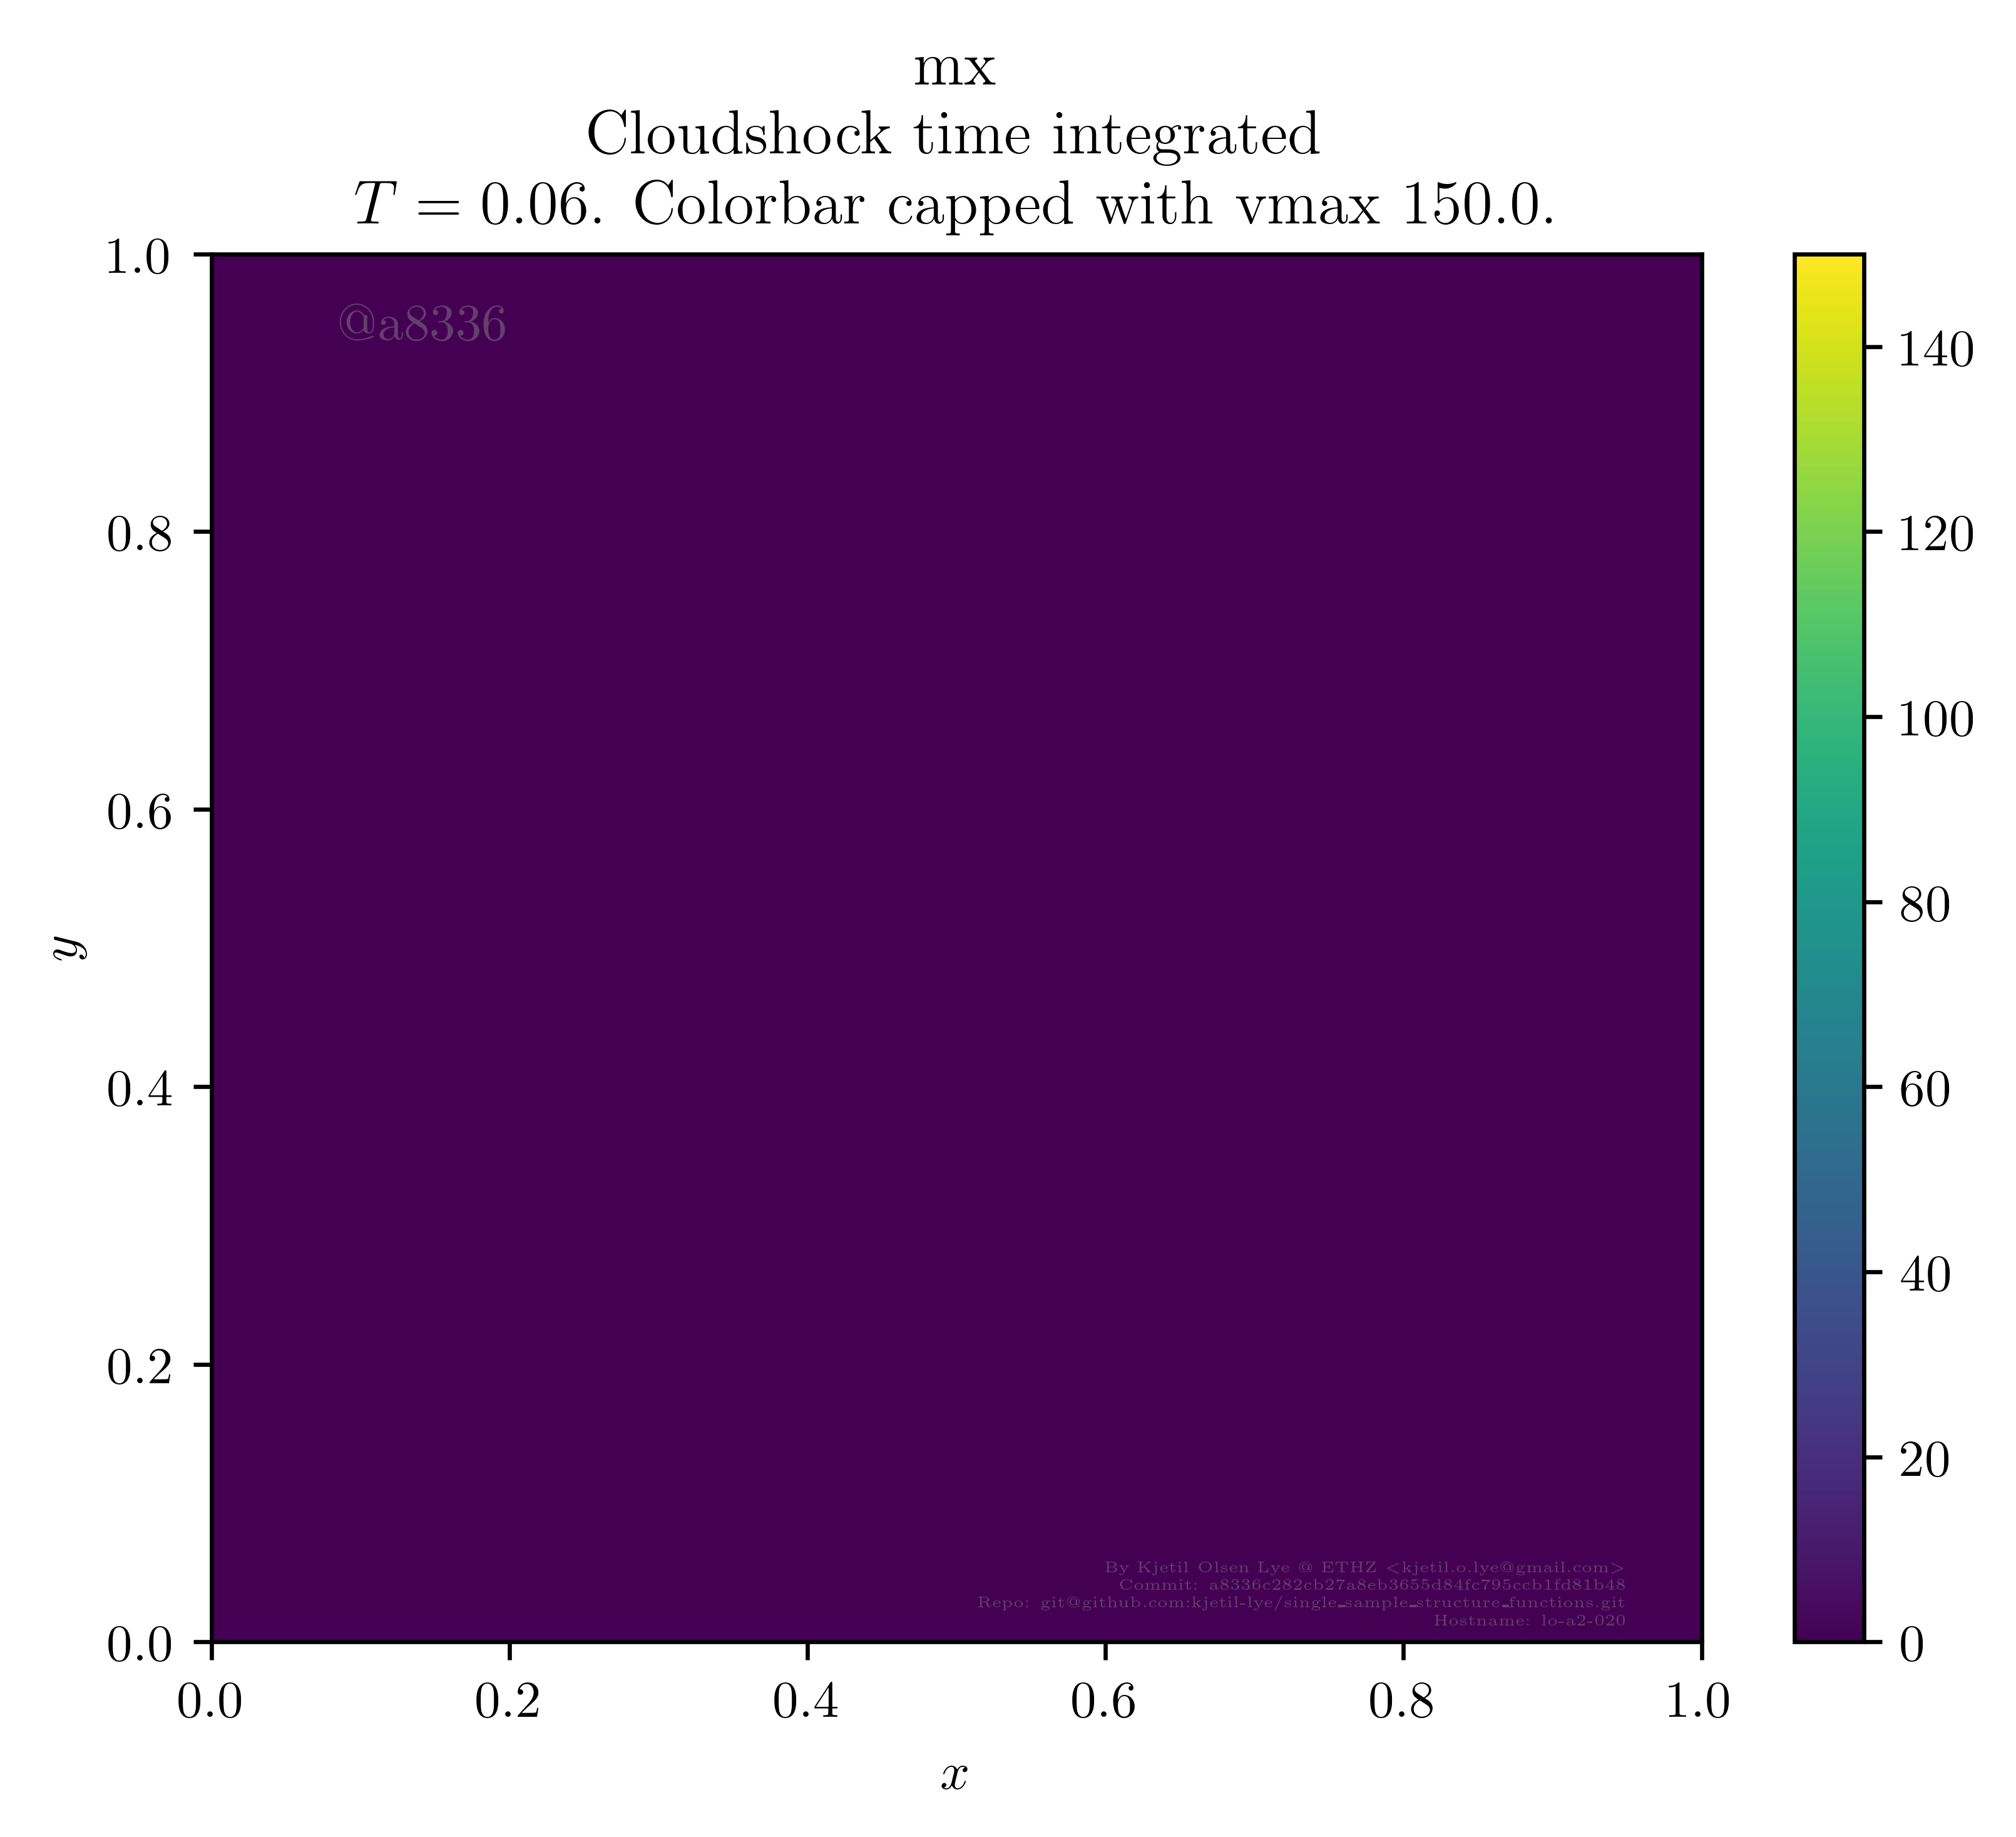 mx
Cloudshock time integrated
T = 0.06. Colorbar capped with vmax 150.0.
@a8336
1.0
0.8
0.6
0.4
0.2
0.0
y
0.0 0.2 0.4 0.6 0.8 1.0
x
140
120
100
80
60
40
20
0
By Kjetil Olsen Lye @ ETHZ <kjetil.o.lye@gmail.com>
Commit: a8336c282cb27a8eb3655d84fc795ccb1fd81b48
Repo: git@github.com:kjetil-lye/single_sample_structure_functions.git
Hostname: lo-a2-020